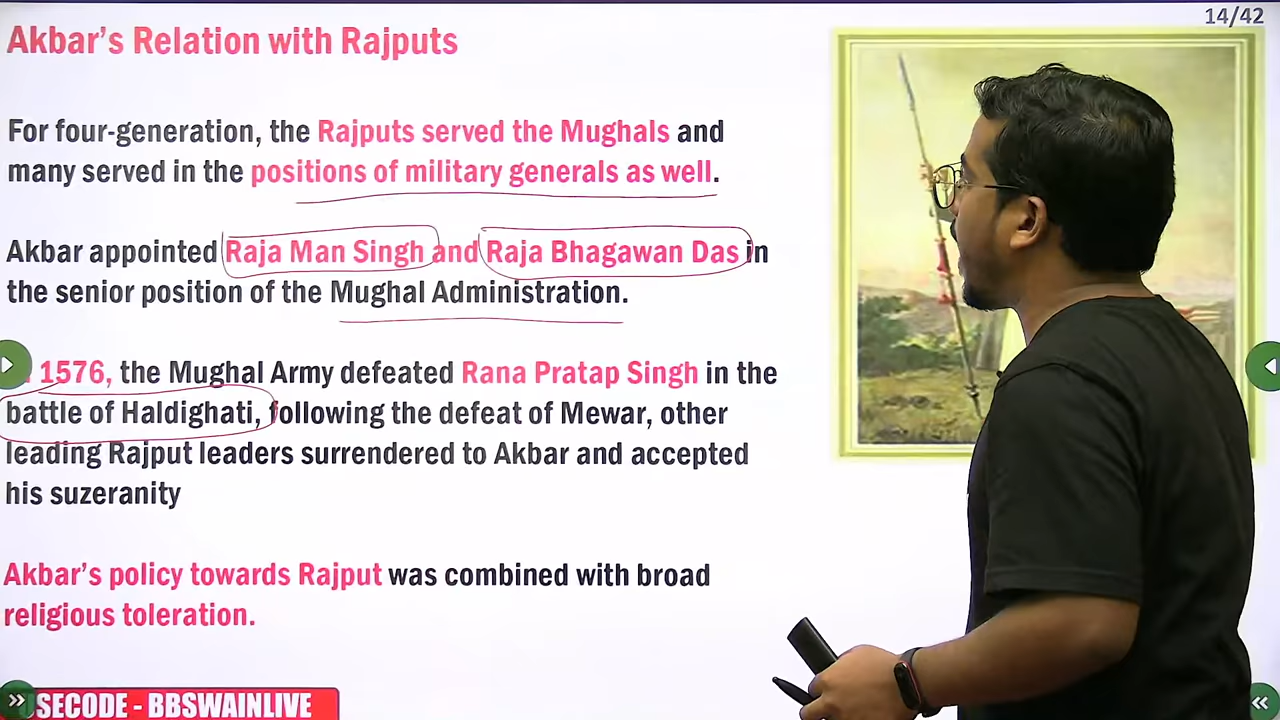 14/42
Akbar's Relation with Rajputs
For four-generation, the Rajputs served the Mughals and
many served in the positions of military generals as well.
Akbar appointed Raja Man Singh and Raja Bhagawan Das in
the senior position of the Mughal Administration.
1576, the Mughal Army defeated Rana Pratap Singh in the
battle of Haldighati, following the defeat of Mewar, other
leading Rajput leaders surrendered to Akbar and accepted
his suzeranity
Akbar's policy towards Rajput was combined with broad
religious toleration.
SECODE - BBSWAINLIVE